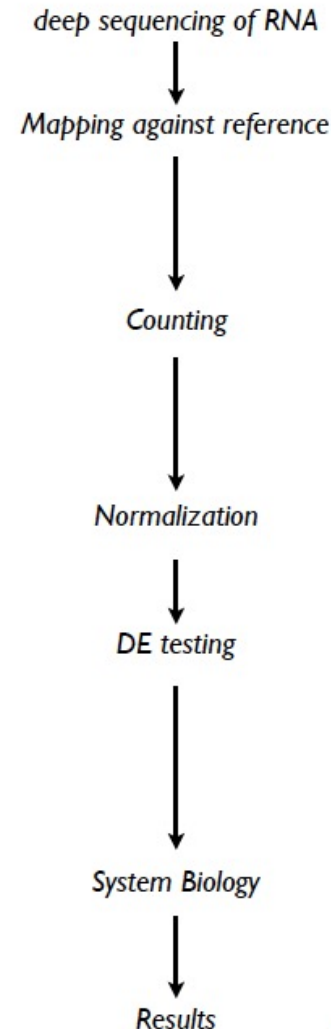 deep sequencing of RNA
Mapping against reference
Counting
Normalization
DE testing
System Biology
Results